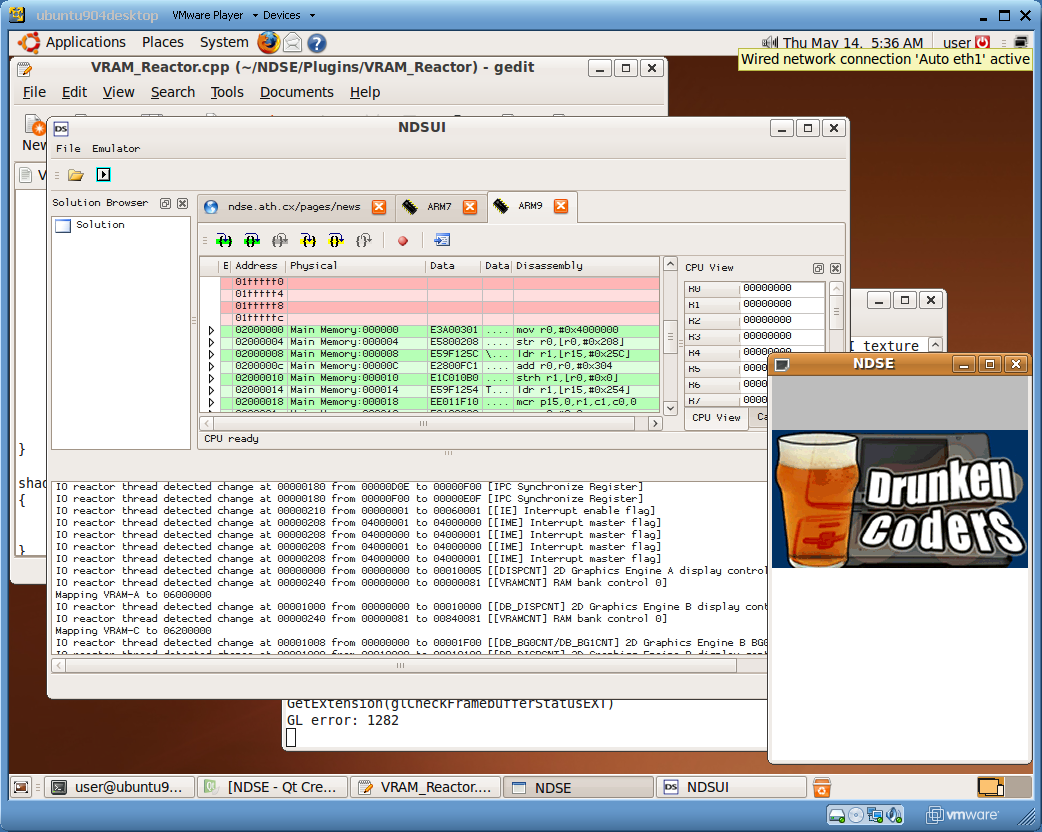 ubuntu904desktop VMware Player Devices
Applications Places System Thu May 14, 5:36 AM user
Wired network connection 'Auto eth1' active
VRAM_Reactor.cpp (~/NDSE/Plugins/VRAM_Reactor) - gedit
File Edit View Search Tools Documents Help
New
NDSUI
File Emulator
Solution Browser
Solution
ndse.ath.cx/pages/news ARM7 ARM9
E Address Physical Data Data Disassembly
01fffff0
01fffff4
01fffff8
01fffffc
02000000 Main Memory:000000 E3A00301 .... mov r0,#0x4000000
02000004 Main Memory:000004 E5800208 .... str r0,[r0,#0x208]
02000008 Main Memory:000008 E59F125C \... ldr r1,[r15,#0x25C]
0200000c Main Memory:00000C E2800FC1 .... add r0,r0,#0x304
02000010 Main Memory:000010 E1C010B0 .... strh r1,[r0,#0x0]
02000014 Main Memory:000014 E59F1254 T... ldr r1,[r15,#0x254]
02000018 Main Memory:000018 EE011F10 .... mcr p15,0,r1,c1,c0,0
CPU View
R0 00000000
R1 00000000
R2 00000000
R3 00000000
R4 00000000
R5 0000
R6 0000
R7 0000
CPU View Ca
CPU ready
texture
}
shad
{
}
IO reactor thread detected change at 00000180 from 00000D0E to 00000F00 [IPC Synchronize Register]
IO reactor thread detected change at 00000180 from 00000F00 to 00000E0F [IPC Synchronize Register]
IO reactor thread detected change at 00000210 from 00000001 to 00060001 [[IE] Interrupt enable flag]
IO reactor thread detected change at 00000208 from 04000001 to 04000000 [[IME] Interrupt master flag]
IO reactor thread detected change at 00000208 from 04000000 to 04000001 [[IME] Interrupt master flag]
IO reactor thread detected change at 00000208 from 04000001 to 04000000 [[IME] Interrupt master flag]
IO reactor thread detected change at 00000208 from 04000000 to 04000001 [[IME] Interrupt master flag]
IO reactor thread detected change at 00000000 from 00000000 to 00010005 [[DISPCNT] 2D Graphics Engine A display control
IO reactor thread detected change at 00000240 from 00000000 to 00000081 [[VRAMCNT] RAM bank control 0]
Mapping VRAM-A to 06000000
IO reactor thread detected change at 00001000 from 00000000 to 00010000 [[DB_DISPCNT] 2D Graphics Engine B display cont
IO reactor thread detected change at 00000240 from 00000081 to 00840081 [[VRAMCNT] RAM bank control 0]
Mapping VRAM-C to 06200000
IO reactor thread detected change at 00001008 from 00000000 to 00001F00 [[DB_BG0CNT/DB_BG1CNT] 2D Graphics Engine B BG0
NDSE
Drunken
Coders
GetExtension(glCheckFramebufferStatusEXT)
GL error: 1282
user@ubuntu9... [NDSE - Qt Cre... VRAM_Reactor.... NDSE NDSUI
vmware